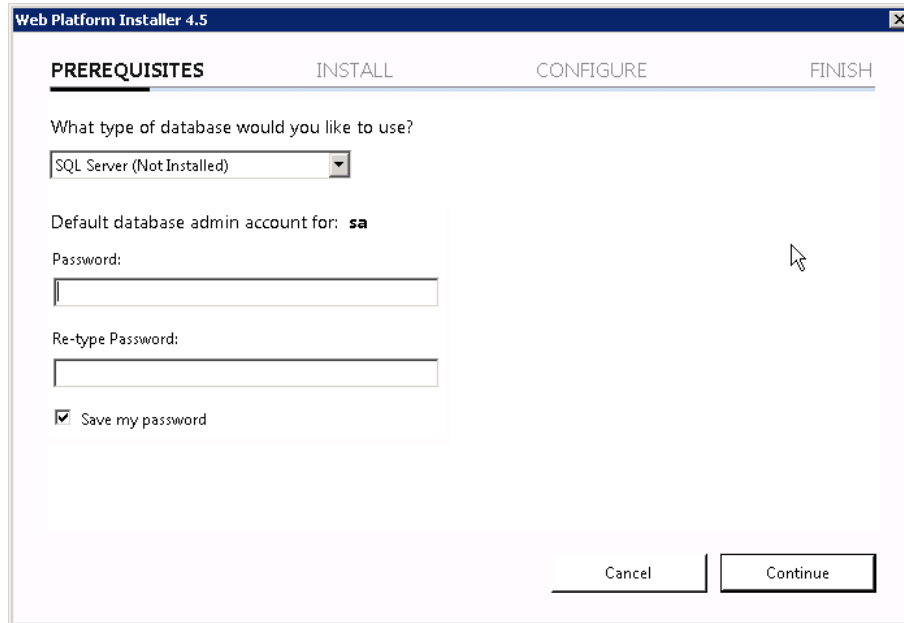 Web Platform Installer 4.5
PREREQUISITES INSTALL CONFIGURE FINISH
What type of database would you like to use?
SQL Server (Not Installed)
Default database admin account for: sa
Password:
Re-type Password:
Save my password
Cancel Continue